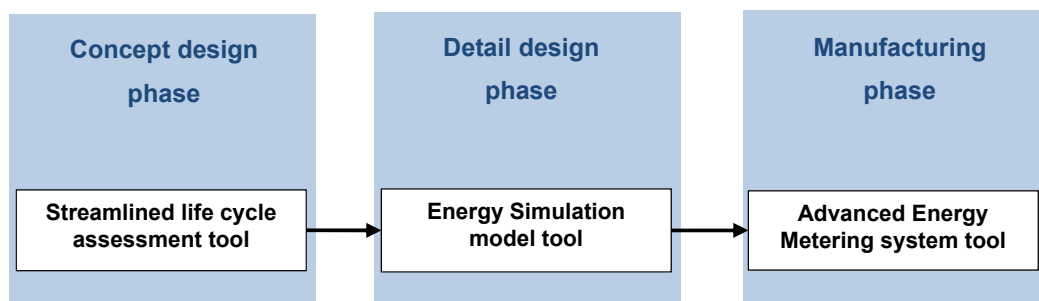 Concept design
phase
Detail design
phase
Manufacturing
phase
Streamlined life cycle
assessment tool
Energy Simulation
model tool
Advanced Energy
Metering system tool